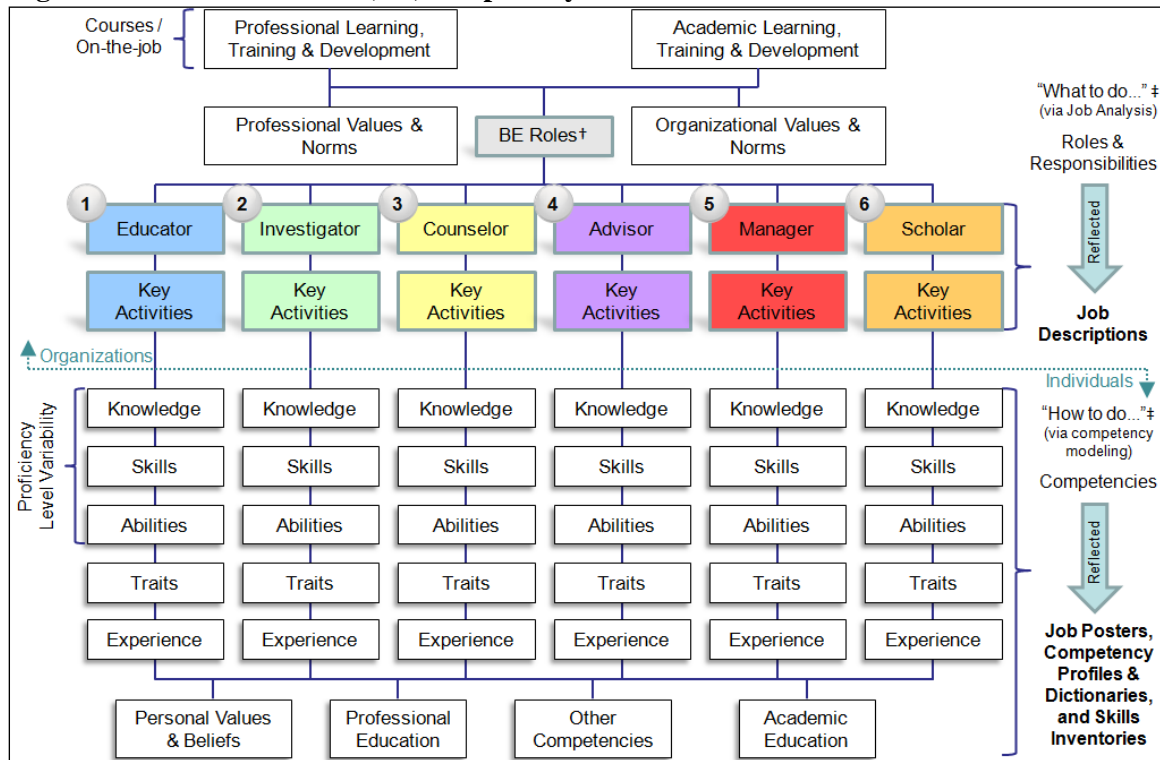 Courses /
On-the-job
Professional Learning,
Training & Development
Academic Learning,
Training & Development
Professional Values &
Norms
BE Roles†
Organizational Values &
Norms
"What to do..." ‡
(via Job Analysis)
Roles &
Responsibilities
Reflected
Job
Descriptions
1
Educator
2
Investigator
3
Counselor
4
Advisor
5
Manager
6
Scholar
Key
Activities
Key
Activities
Key
Activities
Key
Activities
Key
Activities
Key
Activities
Organizations
Individuals
Proficiency
Level Variability
Knowledge
Knowledge
Knowledge
Knowledge
Knowledge
Knowledge
Skills
Skills
Skills
Skills
Skills
Skills
Abilities
Abilities
Abilities
Abilities
Abilities
Abilities
Traits
Traits
Traits
Traits
Traits
Traits
Experience
Experience
Experience
Experience
Experience
Experience
Personal Values
& Beliefs
Professional
Education
Other
Competencies
Academic
Education
"How to do..."‡
(via competency
modeling)
Competencies
Reflected
Job Posters,
Competency
Profiles &
Dictionaries,
and Skills
Inventories